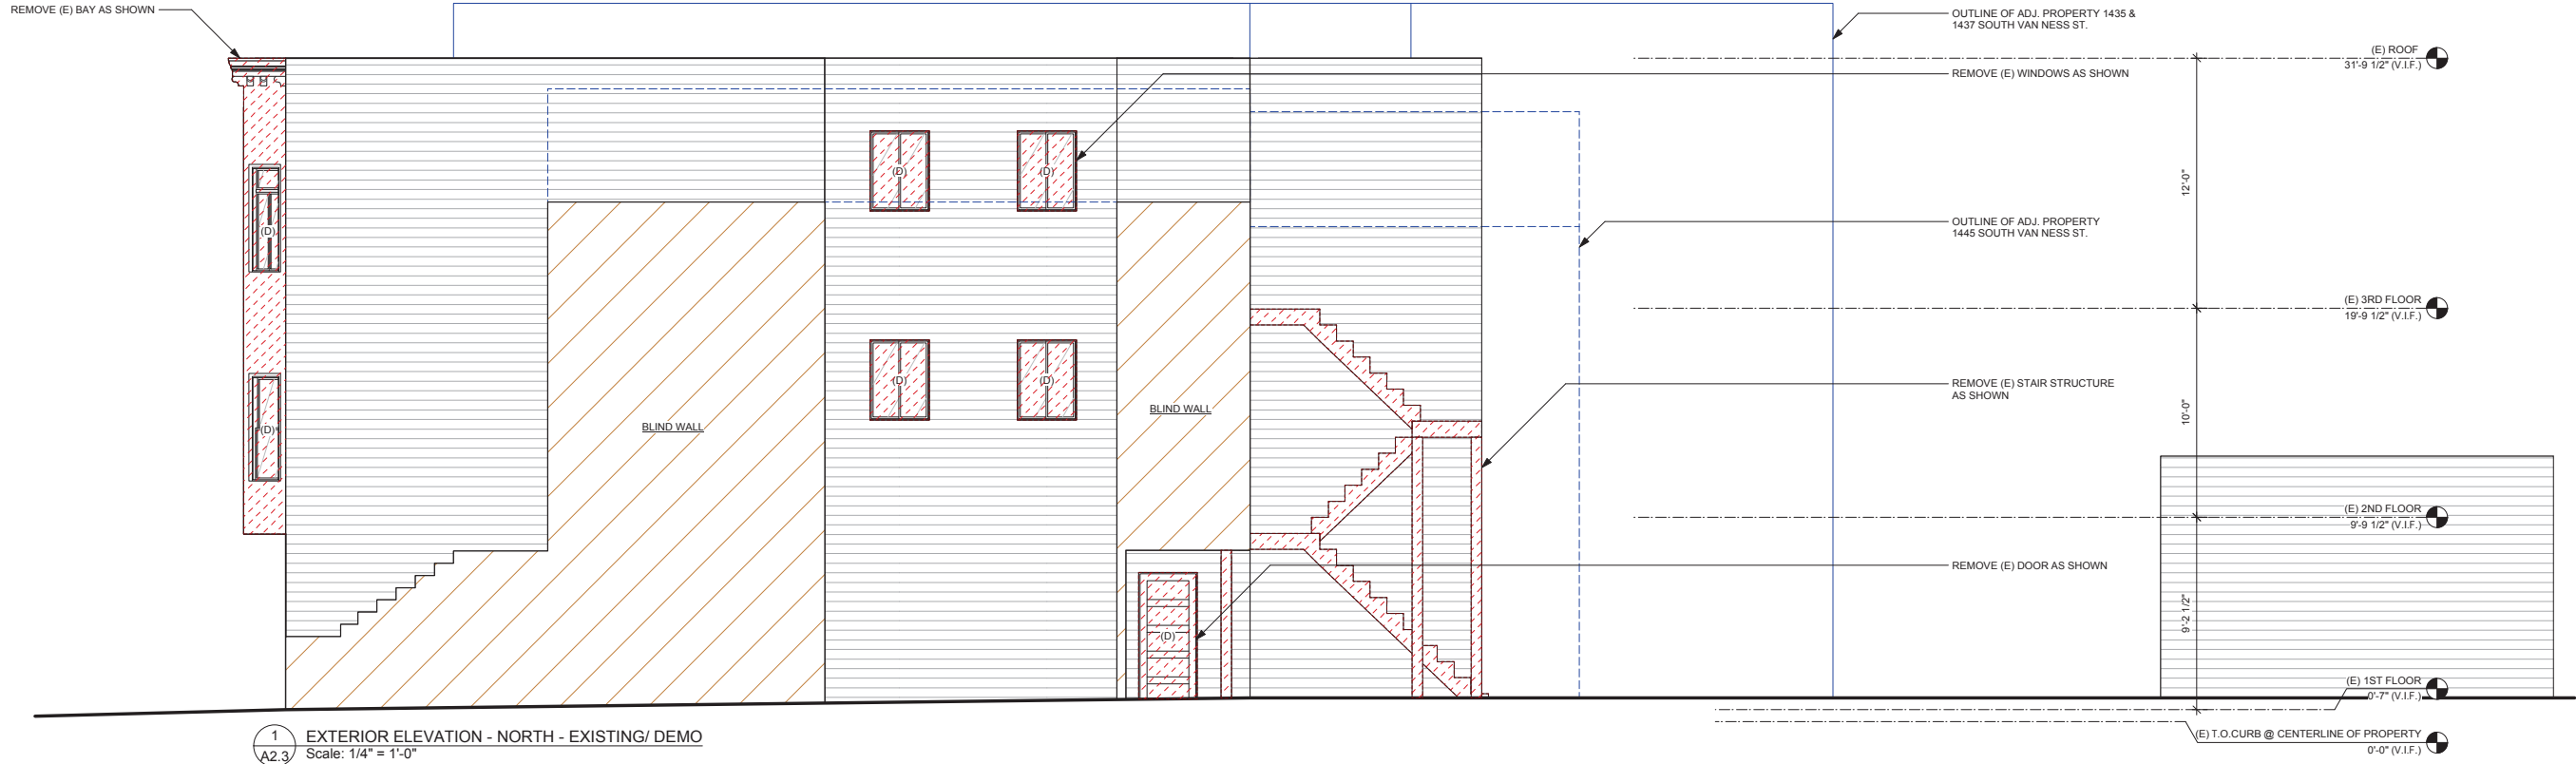 REMOVE (E) BAY AS SHOWN
OUTLINE OF ADJ. PROPERTY 1435 &
1437 SOUTH VAN NESS ST.
(E) ROOF
31'-9 1/2" (V.I.F.)
REMOVE (E) WINDOWS AS SHOWN
(D)
(D)
12'-0"
(D)
OUTLINE OF ADJ. PROPERTY
1445 SOUTH VAN NESS ST.
(E) 3RD FLOOR
19'-9 1/2" (V.I.F.)
(D)
(D)
REMOVE (E) STAIR STRUCTURE
AS SHOWN
BLIND WALL
10'-0"
BLIND WALL
(D)
(E) 2ND FLOOR
9'-9 1/2" (V.I.F.)
REMOVE (E) DOOR AS SHOWN
9'-2 1/2"
(D)
(E) 1ST FLOOR
0'-7" (V.I.F.)
(E) T.O.CURB @ CENTERLINE OF PROPERTY
0'-0" (V.I.F.)
1
A2.3
EXTERIOR ELEVATION - NORTH - EXISTING/ DEMO
Scale: 1/4" = 1'-0"